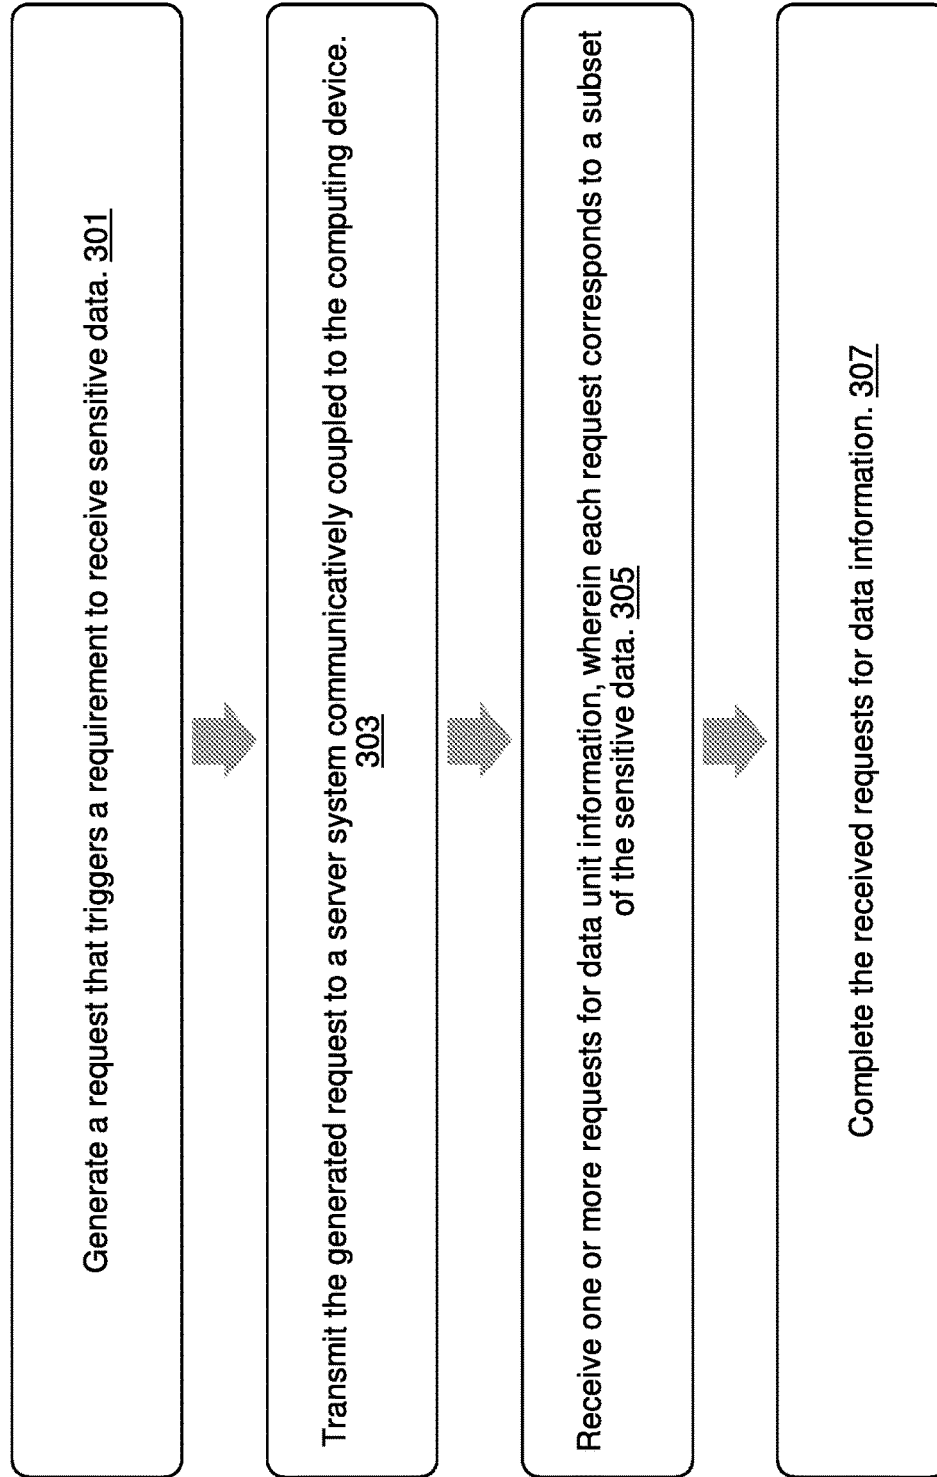 Generate a request that triggers a requirement to receive sensitive data. 301
Transmit the generated request to a server system communicatively coupled to the computing device.
303
Receive one or more requests for data unit information, wherein each request corresponds to a subset
of the sensitive data. 305
Complete the received requests for data information. 307